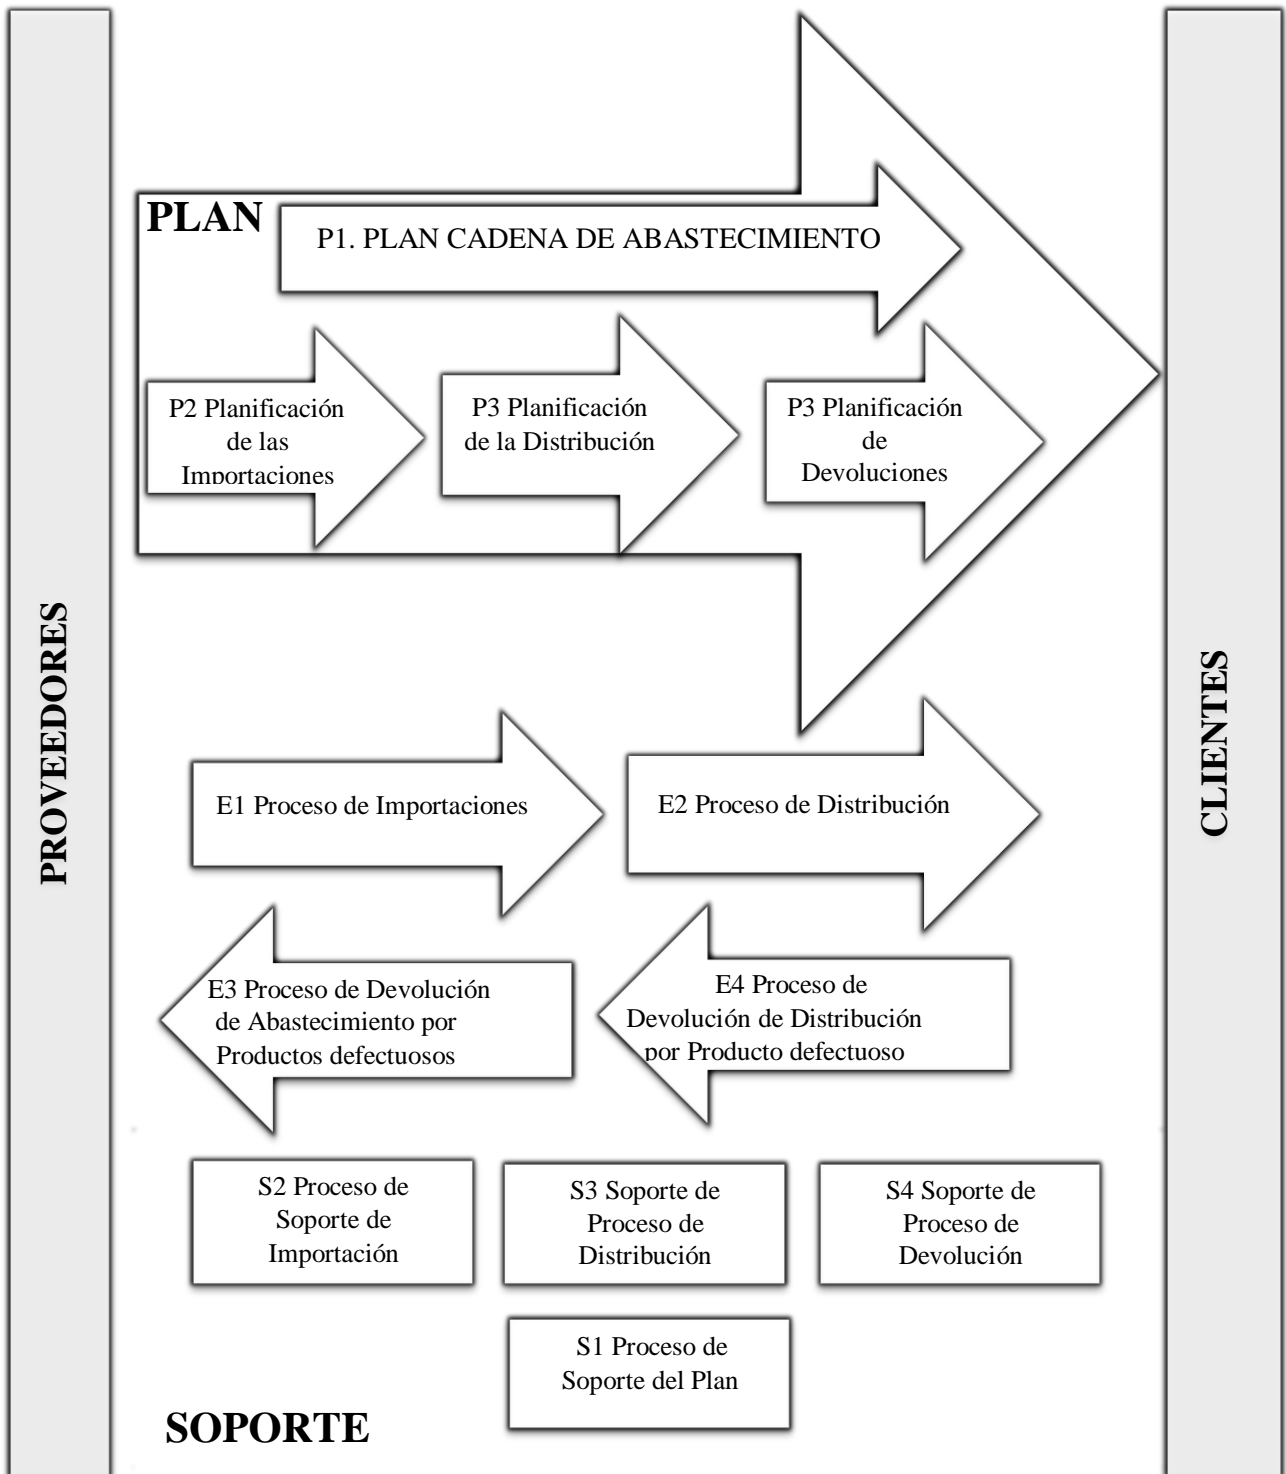 PLAN
P1. PLAN CADENA DE ABASTECIMIENTO
P2 Planificación
de las
Importaciones
P3 Planificación
de la Distribución
P3 Planificación
de
Devoluciones
PROVEEDORES
CLIENTES
E1 Proceso de Importaciones
E2 Proceso de Distribución
E3 Proceso de Devolución
de Abastecimiento por
Productos defectuosos
E4 Proceso de
Devolución de Distribución
por Producto defectuoso
S2 Proceso de
Soporte de
Importación
S3 Soporte de
Proceso de
Distribución
S4 Soporte de
Proceso de
Devolución
S1 Proceso de
Soporte del Plan
SOPORTE